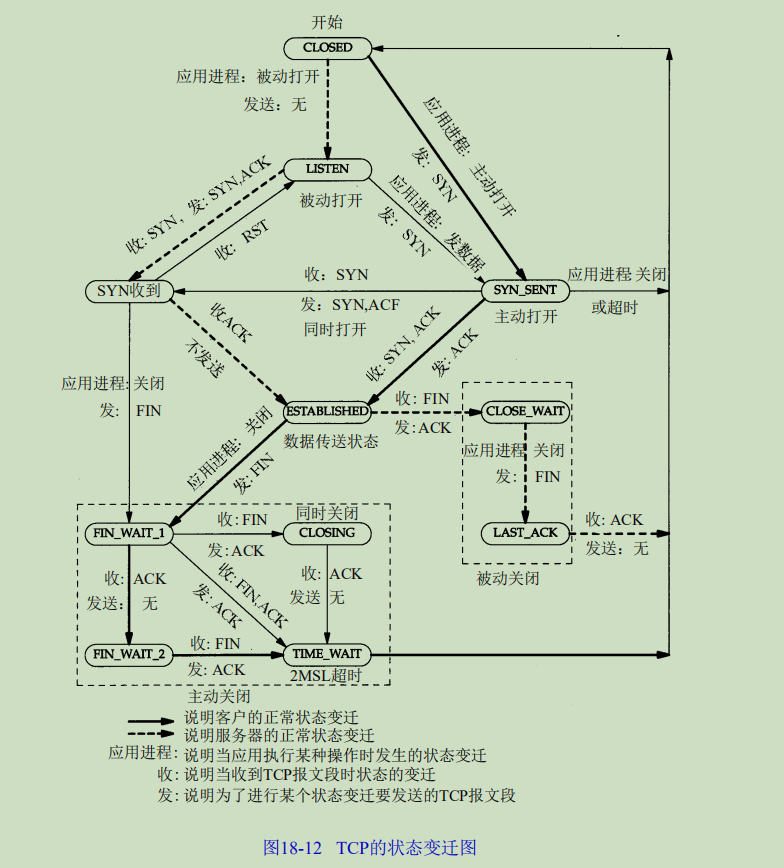 开始
CLOSED
应用进程：被动打开
发送：无
应用进程：主动打开
发：SYN
LISTEN
被动打开
收：SYN，发：SYN,ACK
收：RST
应用进程：发数据
发：SYN
SYN收到
收：SYN
发：SYN,ACF
同时打开
SYN_SENT
主动打开
应用进程 关闭
或超时
收ACK
不发送
收：SYN, ACK
发：ACK
应用进程: 关闭
发: FIN
ESTABLISHED
数据传送状态
收: FIN
发:ACK
CLOSE_WAIT
应用进程 关闭
发: FIN
LAST_ACK
收: ACK
发送：无
被动关闭
应用进程：关闭
发: FIN
同时关闭
FIN_WAIT_1
收: FIN
发:ACK
CLOSING
收: ACK
发送： 无
收: FIN,ACK
发: ACK
收: ACK
发送 无
FIN_WAIT_2
收: FIN
发: ACK
TIME_WAIT
2MSL超时
主动关闭
说明客户的正常状态变迁
说明服务器的正常状态变迁
应用进程: 说明当应用执行某种操作时发生的状态变迁
收: 说明当收到TCP报文段时状态的变迁
发: 说明为了进行某个状态变迁要发送的TCP报文段
图18-12 TCP的状态变迁图